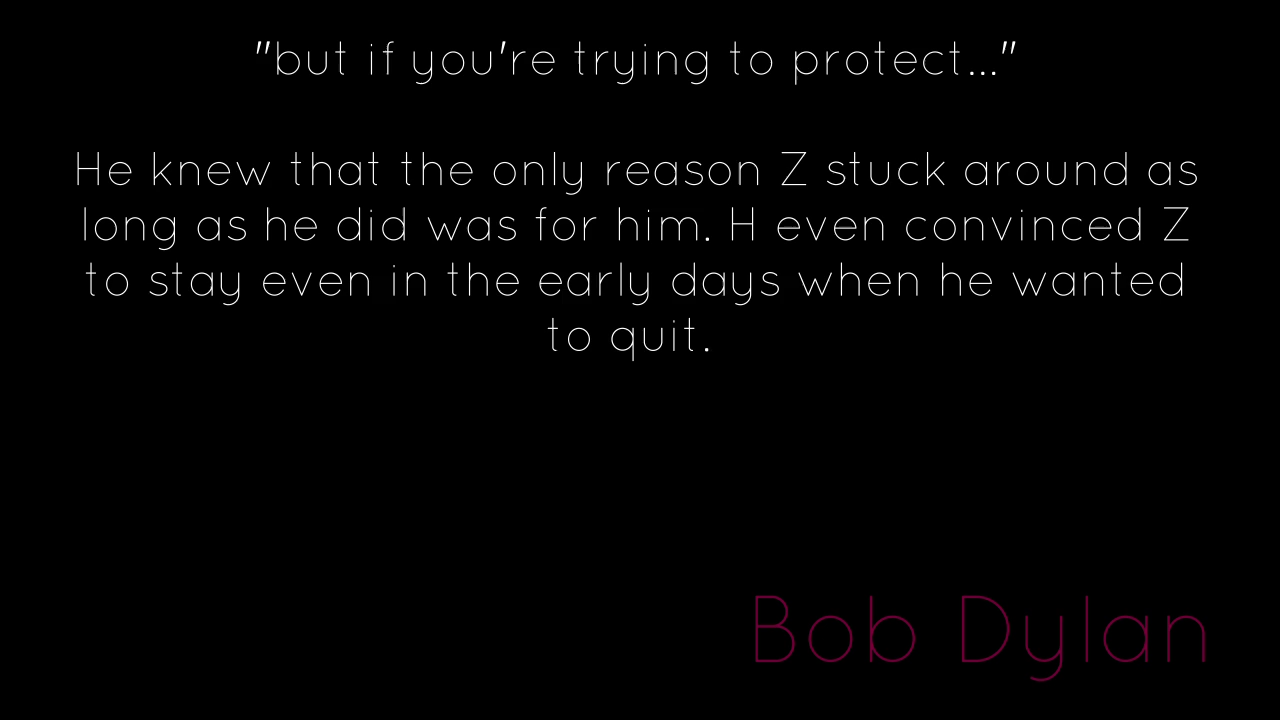 "but if you're trying to protect..."
He knew that the only reason Z stuck around as
long as he did was for him. H even convinced Z
to stay even in the early days when he wanted
to quit.
Bob Dylan